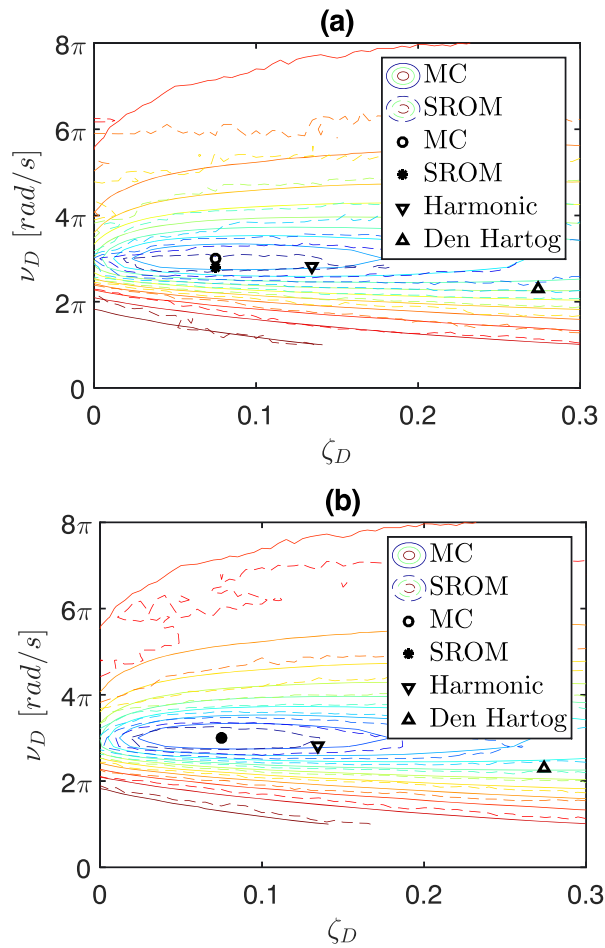 (a)
8π
6π
4π
2π
0
ν_D [rad/s]
0
0.1
0.2
0.3
ζ_D
MC
SROM
MC
SROM
Harmonic
Den Hartog
(b)
8π
6π
4π
2π
0
ν_D [rad/s]
0
0.1
0.2
0.3
ζ_D
MC
SROM
MC
SROM
Harmonic
Den Hartog